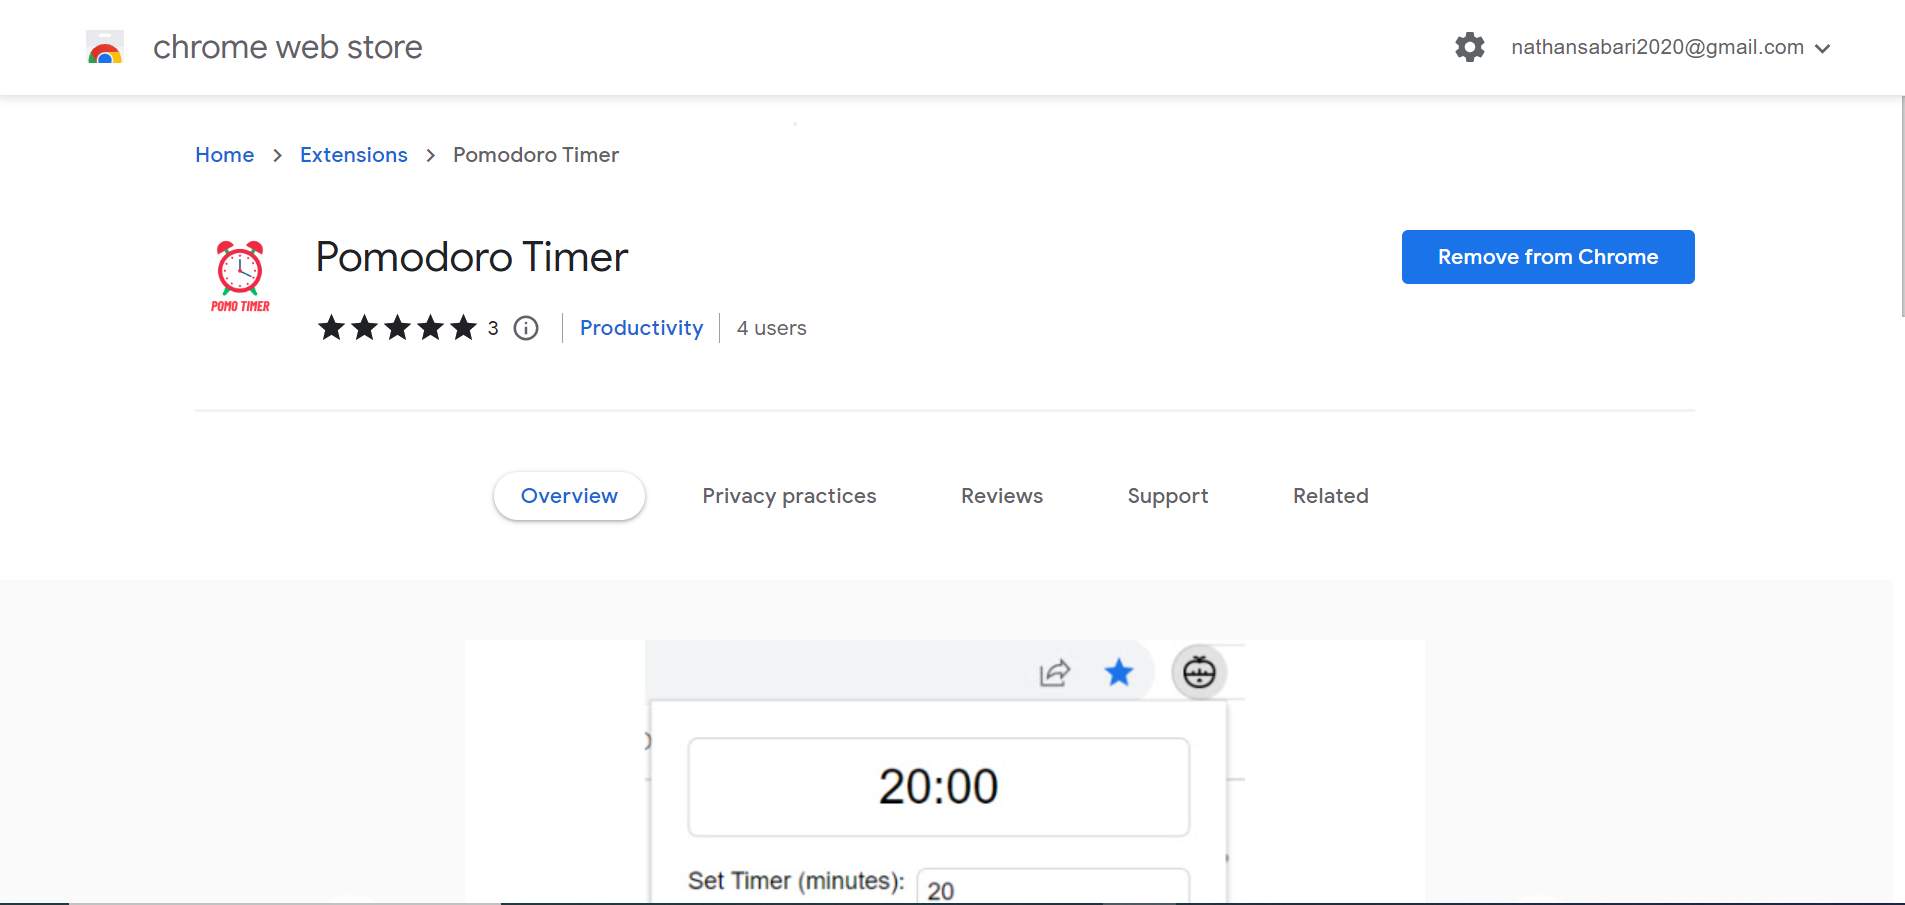 chrome web store
nathansabari2020@gmail.com
Home > Extensions > Pomodoro Timer
POMO TIMER
Pomodoro Timer
Remove from Chrome
3
Productivity
4 users
Overview
Privacy practices
Reviews
Support
Related
20:00
Set Timer (minutes): 20